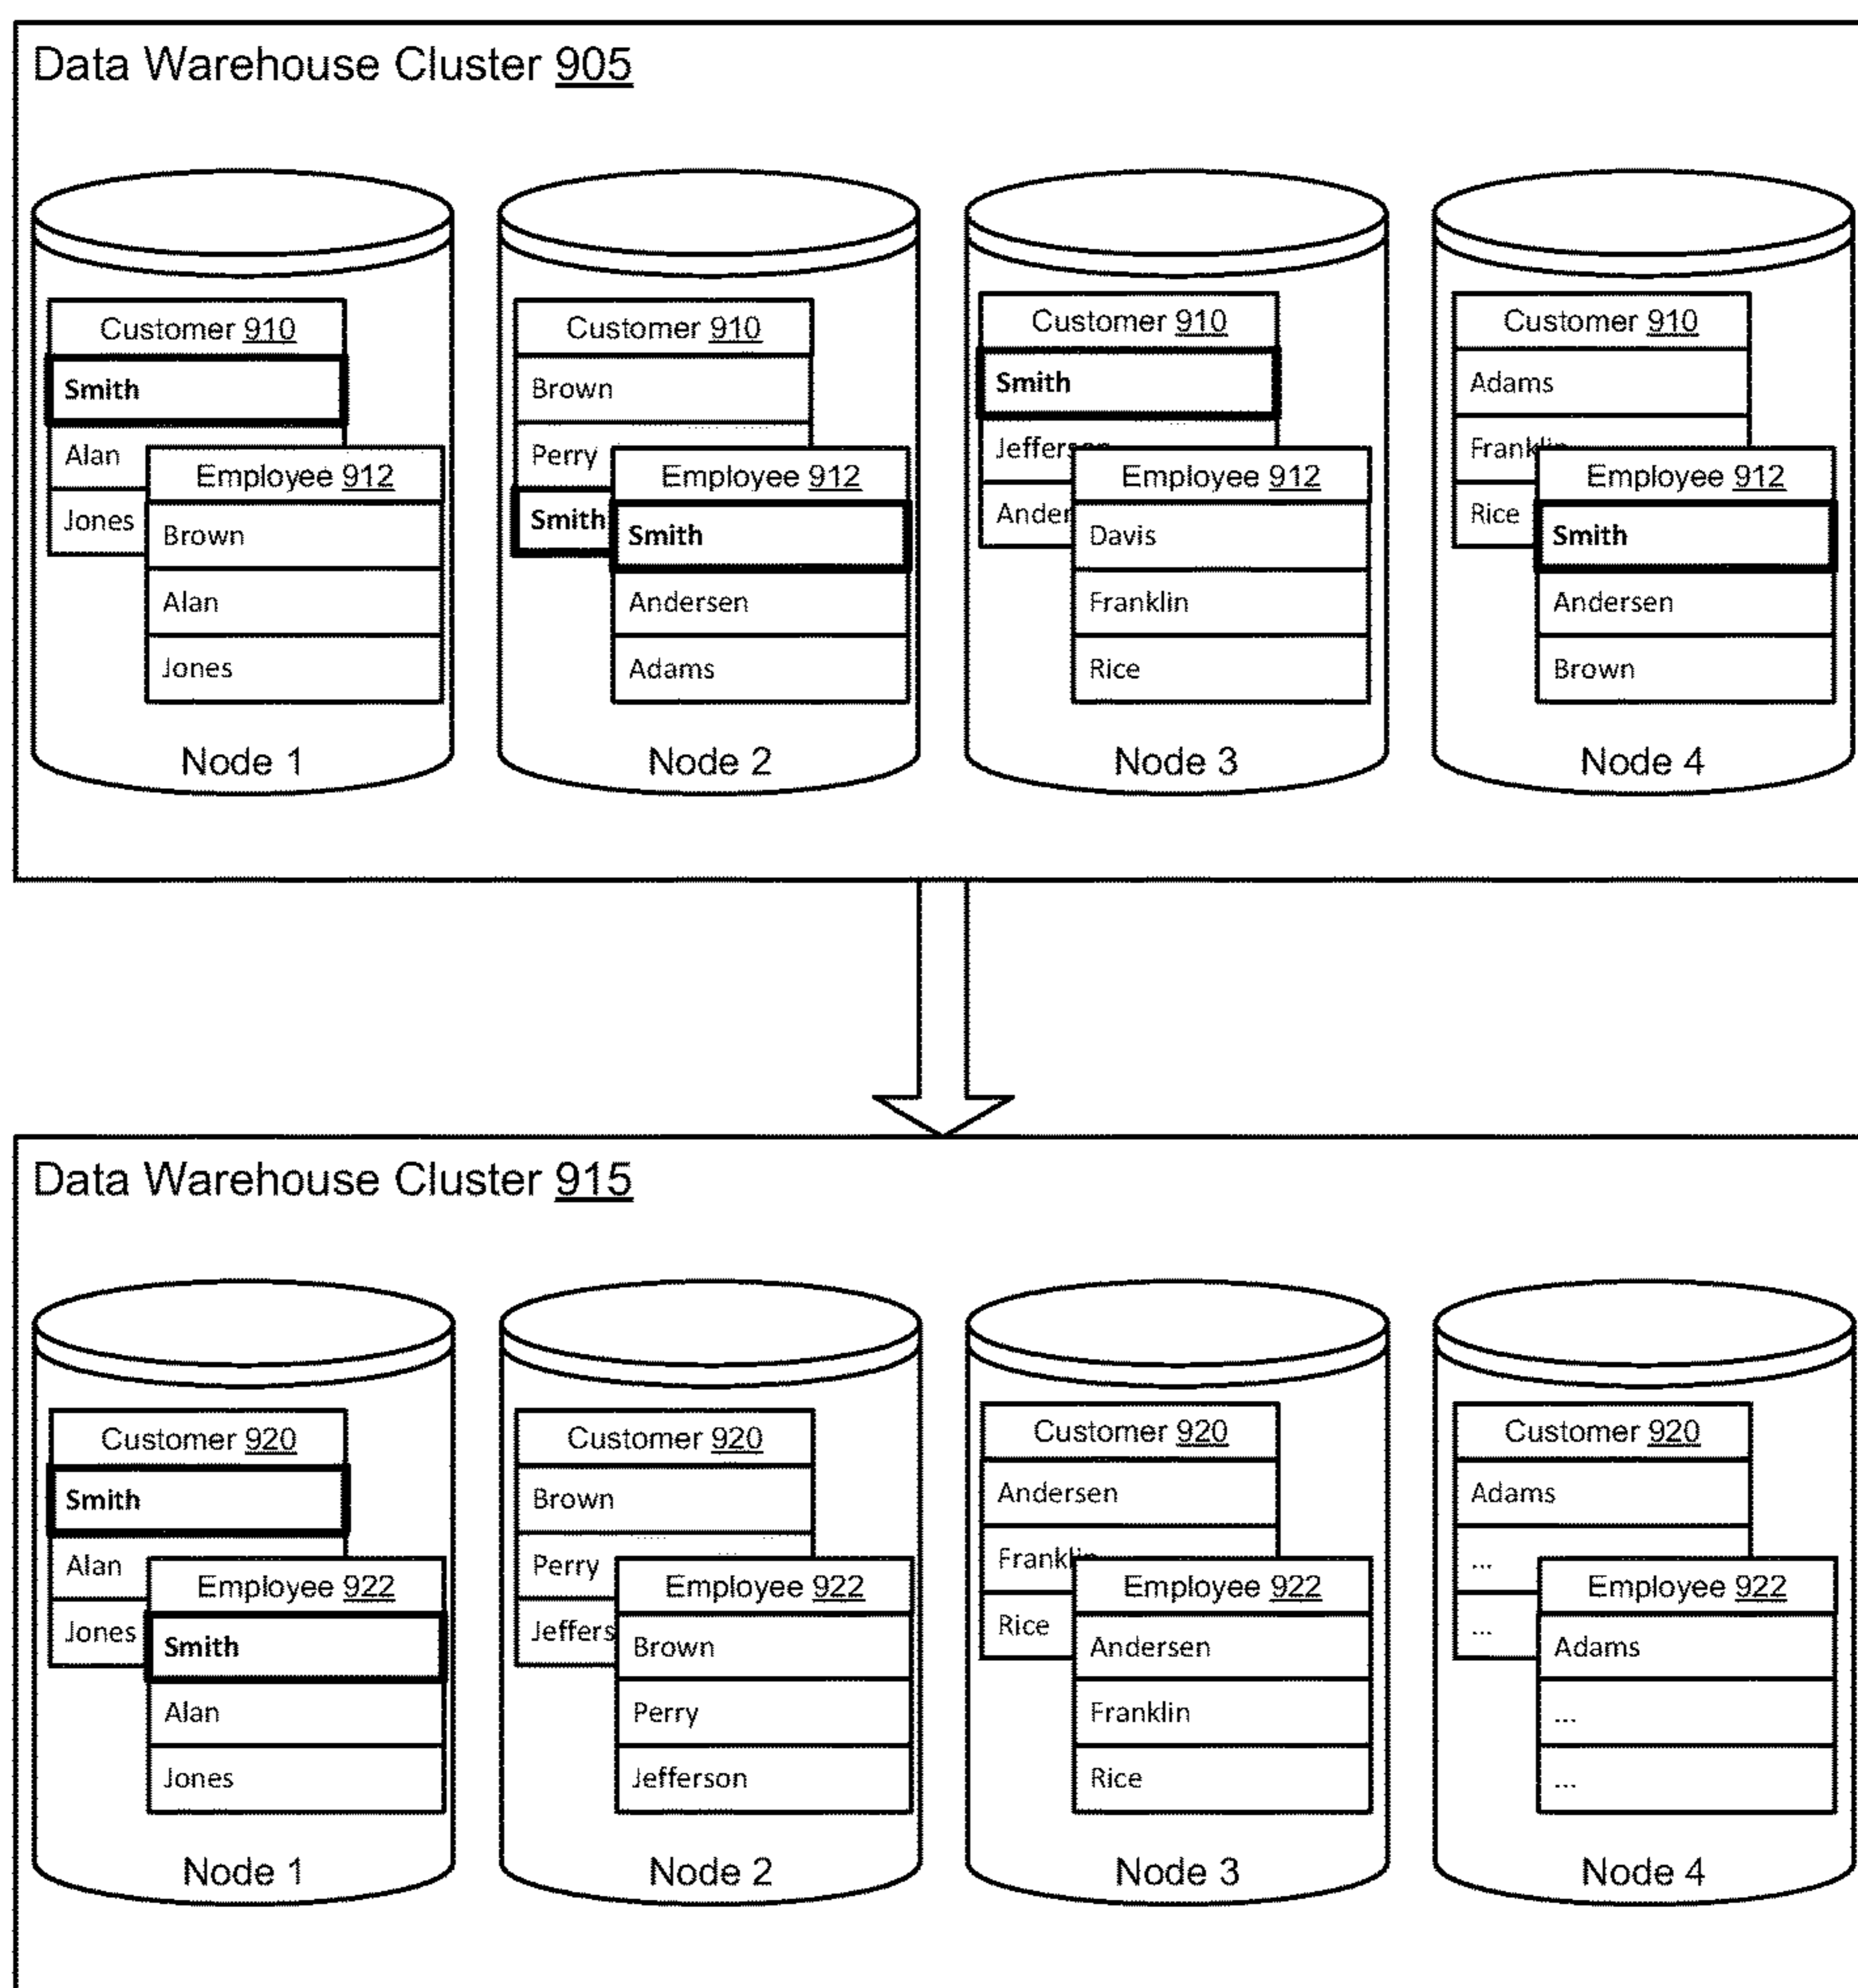 Data Warehouse Cluster 905
Customer 910
Smith
Alan
Jones
Employee 912
Brown
Alan
Jones
Node 1
Customer 910
Brown
Perry
Smith
Employee 912
Smith
Andersen
Adams
Node 2
Customer 910
Smith
Jefferson
Ander
Employee 912
Davis
Franklin
Rice
Node 3
Customer 910
Adams
Franklin
Rice
Employee 912
Smith
Andersen
Brown
Node 4
Data Warehouse Cluster 915
Customer 920
Smith
Alan
Jones
Employee 922
Smith
Alan
Jones
Node 1
Customer 920
Brown
Perry
Jeffers
Employee 922
Brown
Perry
Jefferson
Node 2
Customer 920
Andersen
Franklin
Rice
Employee 922
Andersen
Franklin
Rice
Node 3
Customer 920
Adams
...
...
Employee 922
Adams
...
...
Node 4